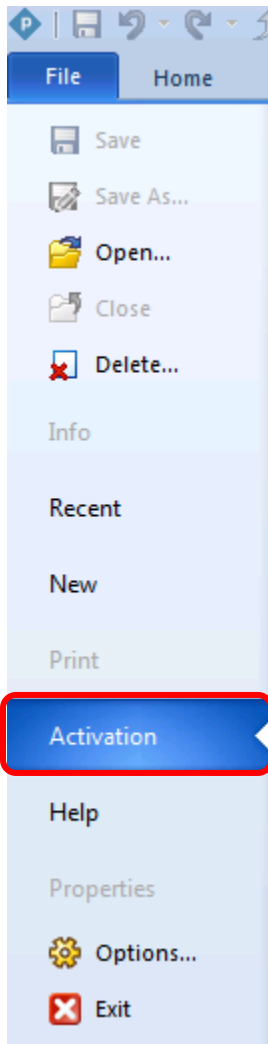 P
File Home
Save
Save As...
Open...
Close
Delete...
Info
Recent
New
Print
Activation
Help
Properties
Options...
Exit